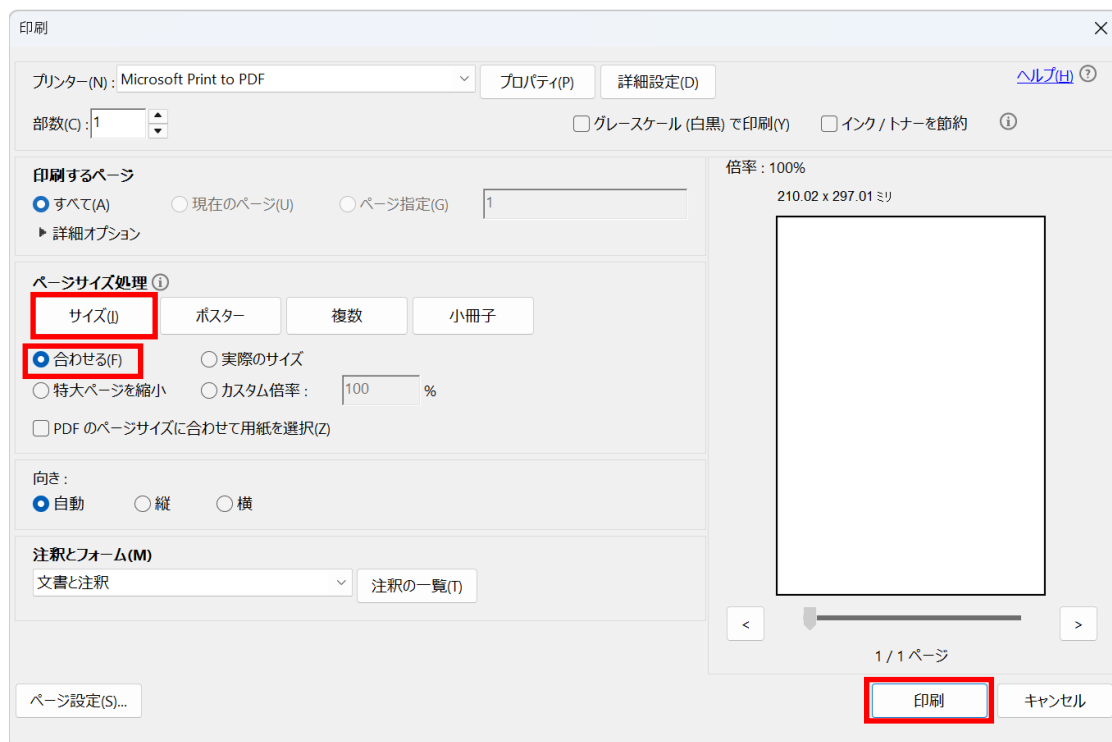 印刷
プリンター(N) : Microsoft Print to PDF プロパティ(P) 詳細設定(D) ヘルプ(H)
部数(C) : 1 グレースケール (白黒) で印刷(Y) インク / トナーを節約
印刷するページ
すべて(A) 現在のページ(U) ページ指定(G) 1
詳細オプション
ページサイズ処理
サイズ(I) ポスター 複数 小冊子
合わせる(F) 実際のサイズ
特大ページを縮小 カスタム倍率 : 100 %
PDF のページサイズに合わせて用紙を選択(Z)
向き :
自動 縦 横
注釈とフォーム(M)
文書と注釈 注釈の一覧(T)
倍率 : 100%
210.02 x 297.01 ミリ
< >
1 / 1 ページ
ページ設定(S)... 印刷 キャンセル